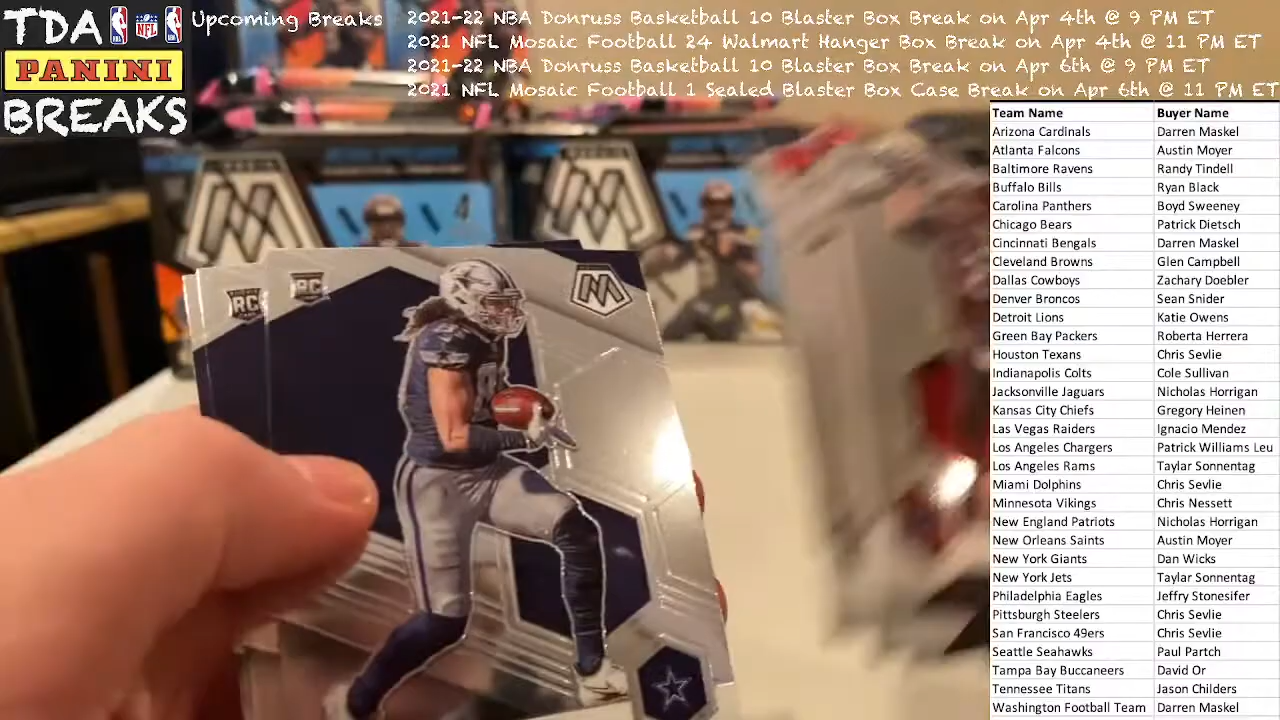 TDA
NFL
PANINI
BREAKS
Upcoming Breaks
2021-22 NBA Donruss Basketball 10 Blaster Box Break on Apr 4th @ 9 PM ET
2021 NFL Mosaic Football 24 Walmart Hanger Box Break on Apr 4th @ 11 PM ET
2021-22 NBA Donruss Basketball 10 Blaster Box Break on Apr 6th @ 9 PM ET
2021 NFL Mosaic Football 1 Sealed Blaster Box Case Break on Apr 6th @ 11 PM ET
Team Name Buyer Name
Arizona Cardinals Darren Maskel
Atlanta Falcons Austin Moyer
Baltimore Ravens Randy Tindell
Buffalo Bills Ryan Black
Carolina Panthers Boyd Sweeney
Chicago Bears Patrick Dietsch
Cincinnati Bengals Darren Maskel
Cleveland Browns Glen Campbell
Dallas Cowboys Zachary Doebler
Denver Broncos Sean Snider
Detroit Lions Katie Owens
Green Bay Packers Roberta Herrera
Houston Texans Chris Sevlie
Indianapolis Colts Cole Sullivan
Jacksonville Jaguars Nicholas Horrigan
Kansas City Chiefs Gregory Heinen
Las Vegas Raiders Ignacio Mendez
Los Angeles Chargers Patrick Williams Leu
Los Angeles Rams Taylar Sonnentag
Miami Dolphins Chris Sevlie
Minnesota Vikings Chris Nessett
New England Patriots Nicholas Horrigan
New Orleans Saints Austin Moyer
New York Giants Dan Wicks
New York Jets Taylar Sonnentag
Philadelphia Eagles Jeffry Stonesifer
Pittsburgh Steelers Chris Sevlie
San Francisco 49ers Chris Sevlie
Seattle Seahawks Paul Partch
Tampa Bay Buccaneers David Or
Tennessee Titans Jason Childers
Washington Football Team Darren Maskel
RC
RC
M